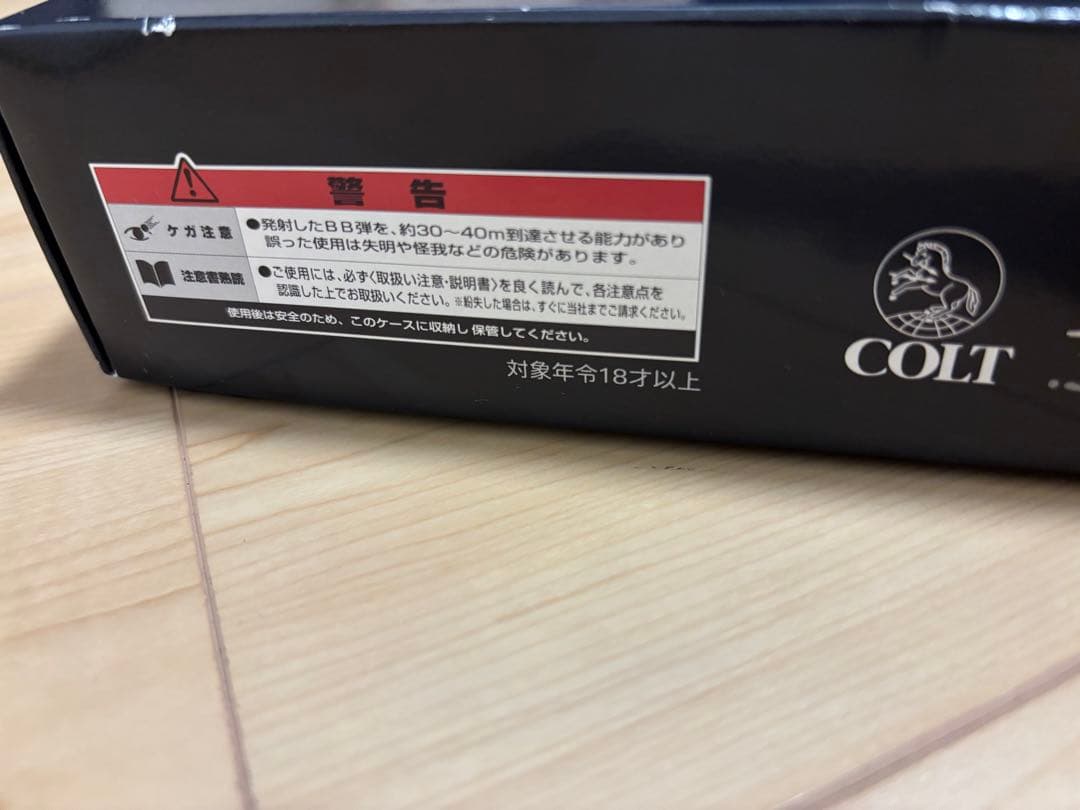 警告
ケガ注意
●発射したBB弾を、約30〜40m到達させる能力があり
誤った使用は失明や怪我などの危険があります。
注意書熟読
●ご使用には、必ず〈取扱い注意・説明書〉を良く読んで、各注意点を
認識した上でお取扱いください。※紛失した場合は、すぐに当社までご請求ください。
使用後は安全のため、このケースに収納し保管してください。
対象年令18才以上
COLT